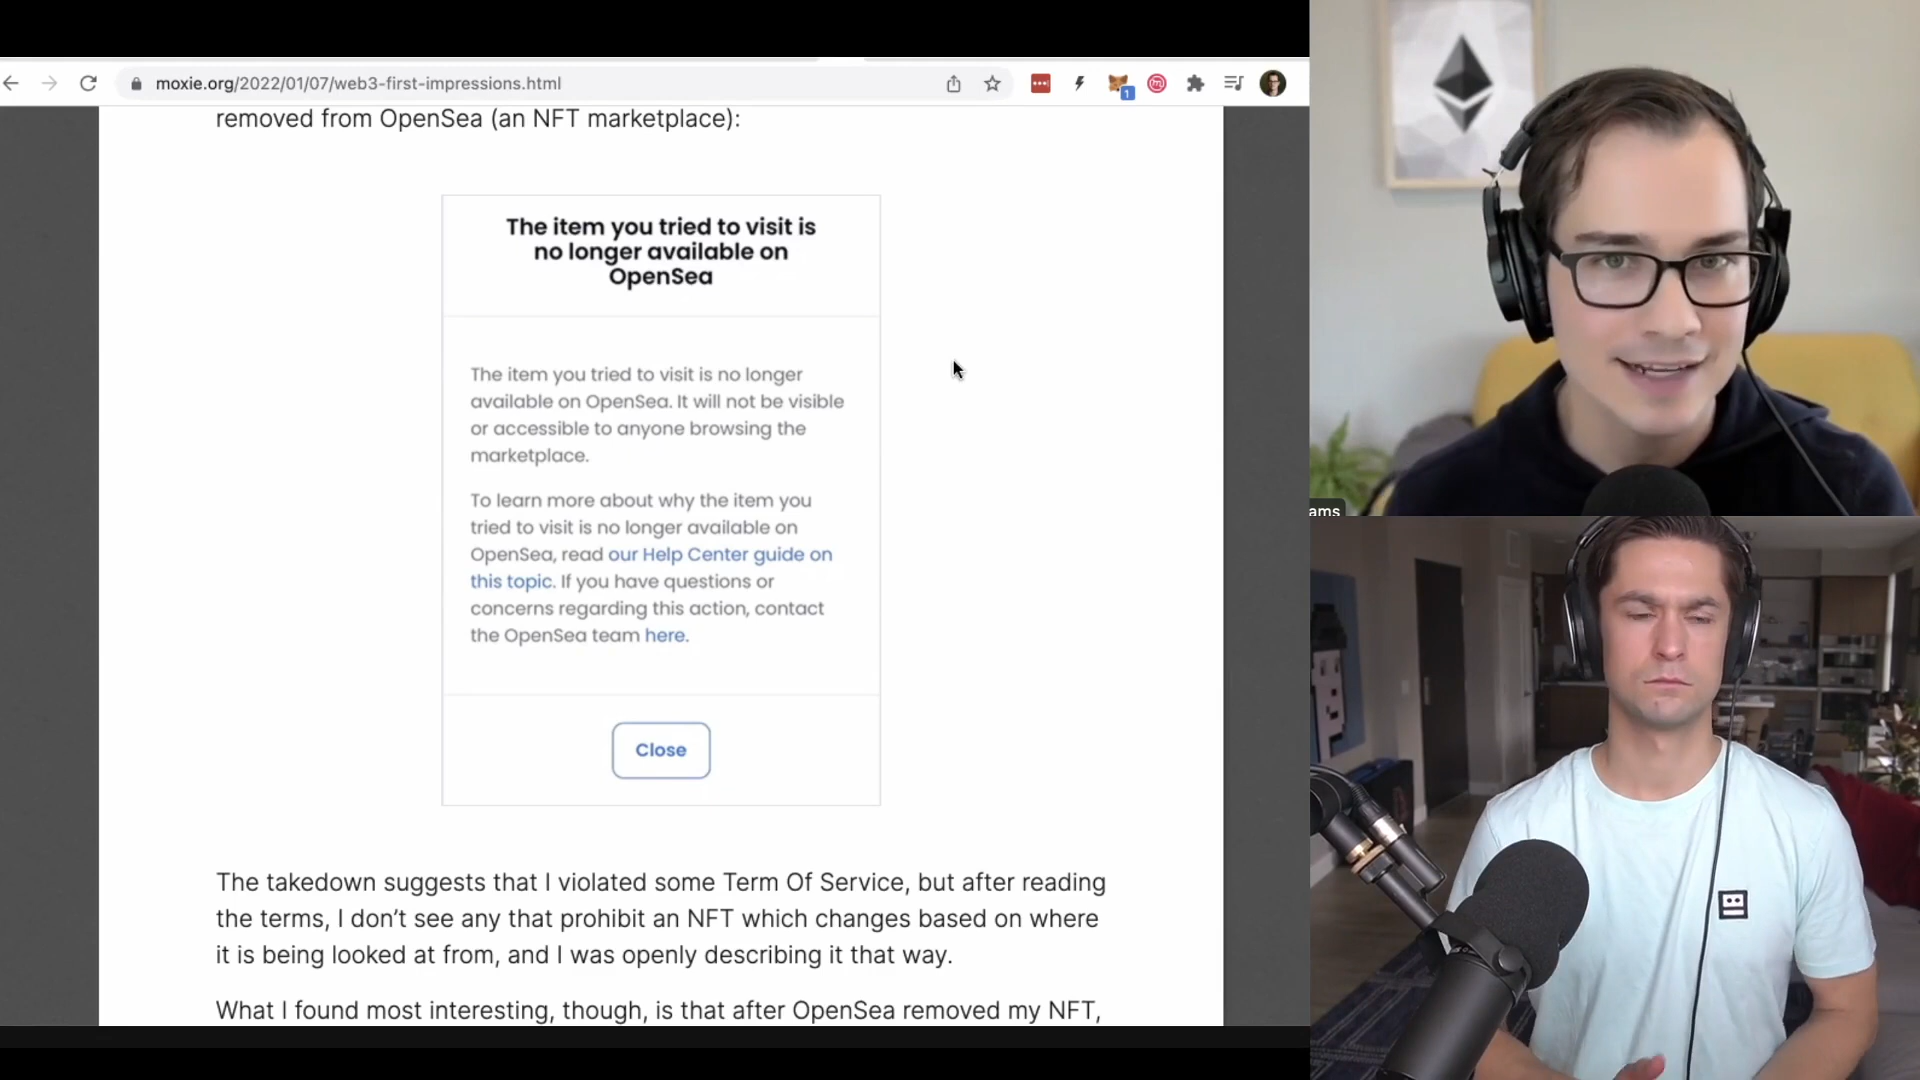 moxie.org/2022/01/07/web3-first-impressions.html
1
removed from OpenSea (an NFT marketplace):
The item you tried to visit is
no longer available on
OpenSea
The item you tried to visit is no longer
available on OpenSea. It will not be visible
or accessible to anyone browsing the
marketplace.
To learn more about why the item you
tried to visit is no longer available on
OpenSea, read our Help Center guide on
this topic. If you have questions or
concerns regarding this action, contact
the OpenSea team here.
Close
The takedown suggests that I violated some Term Of Service, but after reading
the terms, I don’t see any that prohibit an NFT which changes based on where
it is being looked at from, and I was openly describing it that way.
What I found most interesting, though, is that after OpenSea removed my NFT,
ams